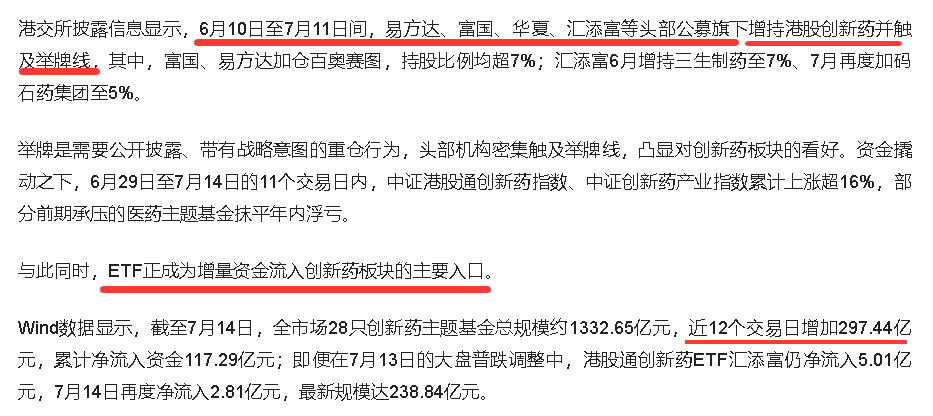 港交所披露信息显示，6月10日至7月11日间，易方达、富国、华夏、汇添富等头部公募旗下增持港股创新药并触
及举牌线，其中，富国、易方达加仓百奥赛图，持股比例均超7%；汇添富6月增持三生制药至7%、7月再度加码
石药集团至5%。
举牌是需要公开披露、带有战略意图的重仓行为，头部机构密集触及举牌线，凸显对创新药板块的看好。资金撬
动之下，6月29日至7月14日的11个交易日内，中证港股通创新药指数、中证创新药产业指数累计上涨超16%，部
分前期承压的医药主题基金抹平年内浮亏。
与此同时，ETF正成为增量资金流入创新药板块的主要入口。
Wind数据显示，截至7月14日，全市场28只创新药主题基金总规模约1332.65亿元，近12个交易日增加297.44亿
元，累计净流入资金117.29亿元；即便在7月13日的大盘普跌调整中，港股通创新药ETF汇添富仍净流入5.01亿
元，7月14日再度净流入2.81亿元，最新规模达238.84亿元。